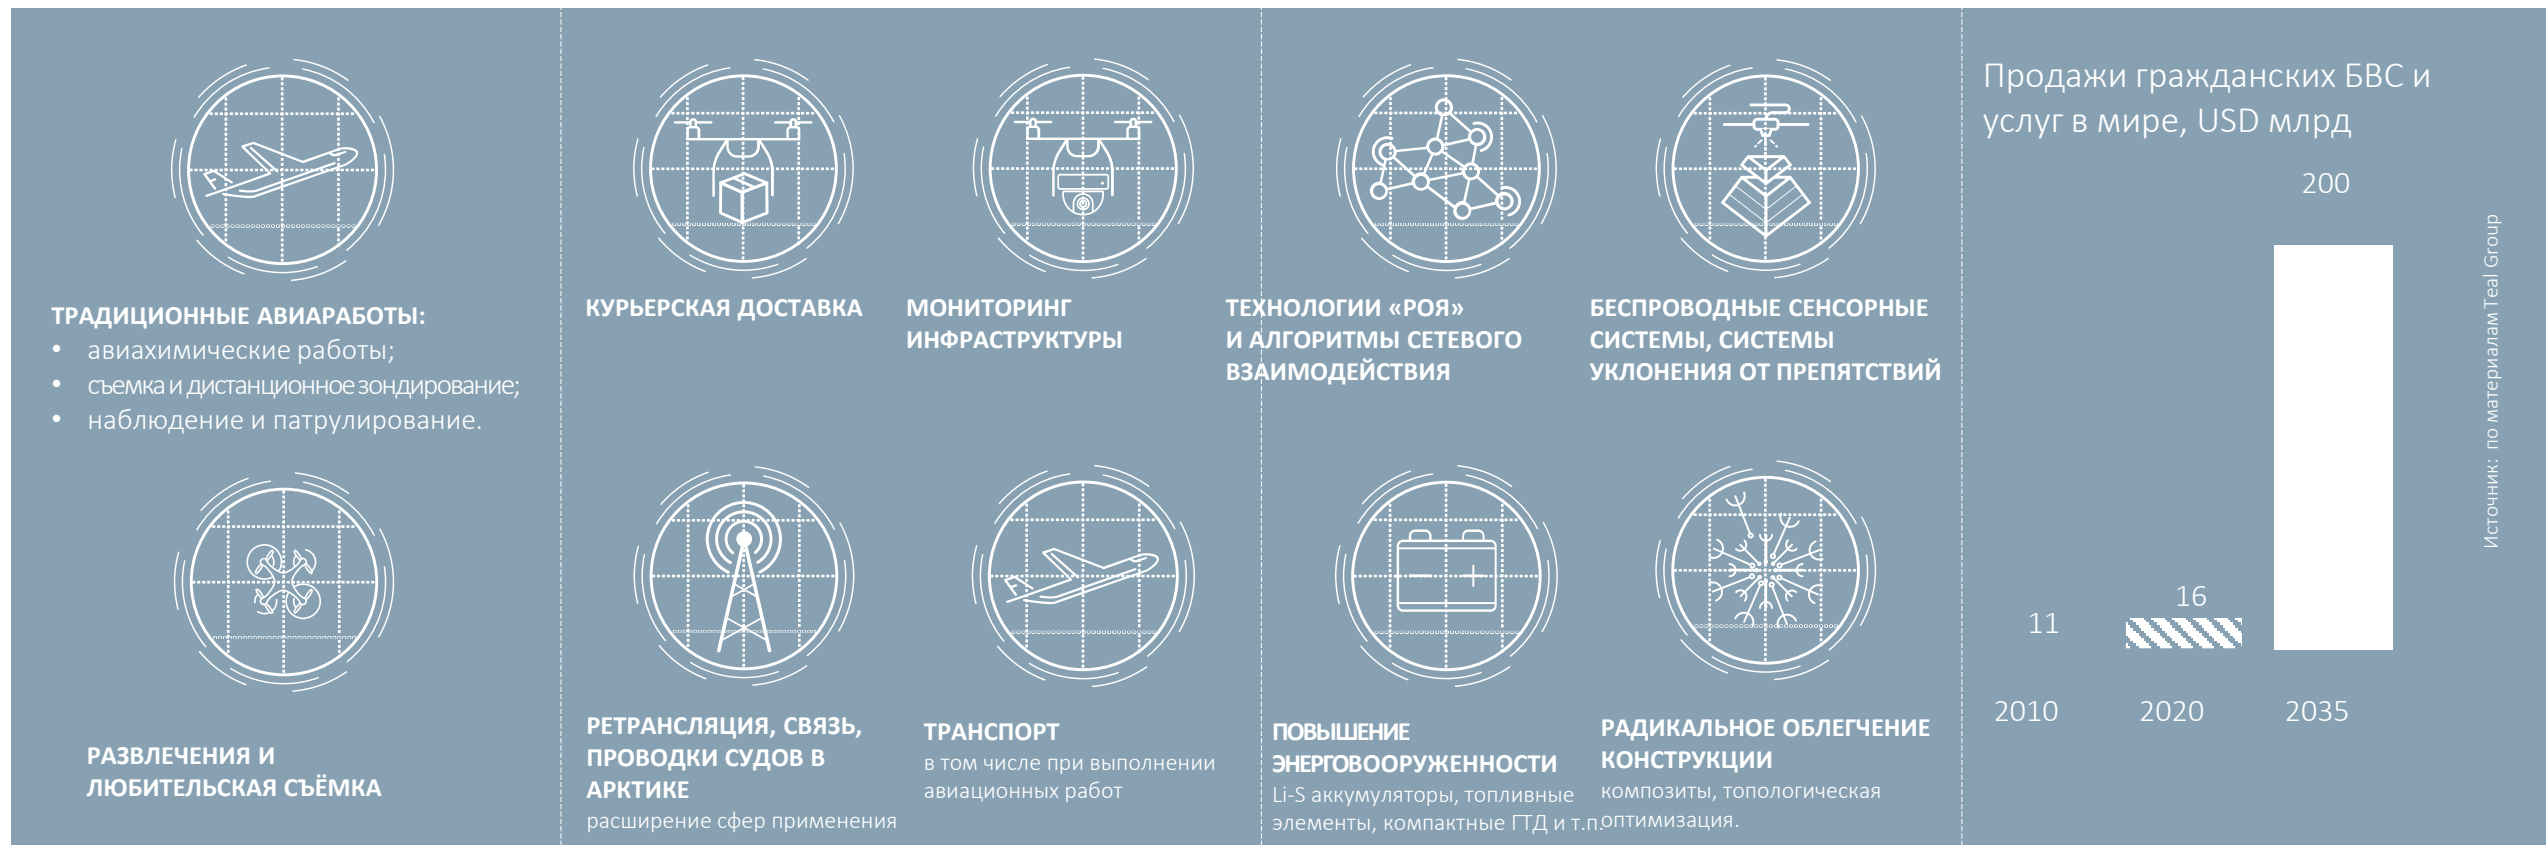 ТРАДИЦИОННЫЕ АВИАРАБОТЫ:
• авиахимические работы;
• съемка и дистанционное зондирование;
• наблюдение и патрулирование.
РАЗВЛЕЧЕНИЯ И
ЛЮБИТЕЛЬСКАЯ СЪЁМКА
КУРЬЕРСКАЯ ДОСТАВКА
МОНИТОРИНГ
ИНФРАСТРУКТУРЫ
РЕТРАНСЛЯЦИЯ, СВЯЗЬ,
ПРОВОДКИ СУДОВ В
АРКТИКЕ
расширение сфер применения
ТРАНСПОРТ
в том числе при выполнении
авиационных работ
ТЕХНОЛОГИИ «РОЯ»
И АЛГОРИТМЫ СЕТЕВОГО
ВЗАИМОДЕЙСТВИЯ
БЕСПРОВОДНЫЕ СЕНСОРНЫЕ
СИСТЕМЫ, СИСТЕМЫ
УКЛОНЕНИЯ ОТ ПРЕПЯТСТВИЙ
ПОВЫШЕНИЕ
ЭНЕРГОВООРУЖЕННОСТИ
Li-S аккумуляторы, топливные
элементы, компактные ГТД и т.п.
РАДИКАЛЬНОЕ ОБЛЕГЧЕНИЕ
КОНСТРУКЦИИ
композиты, топологическая
оптимизация.
Продажи гражданских БВС и
услуг в мире, USD млрд
200
16
11
2010 2020 2035
Источник: по материалам Teal Group